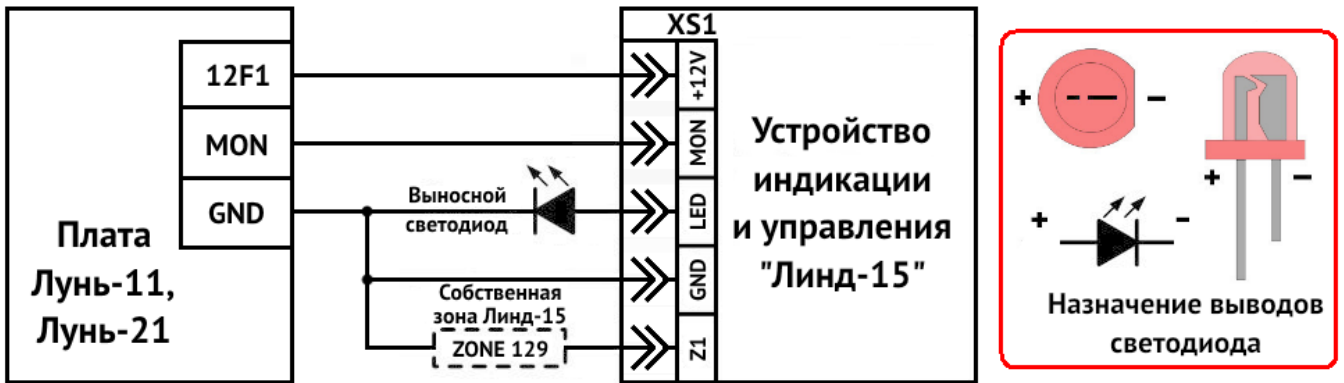 Плата
Лунь-11,
Лунь-21
12F1
MON
GND
Выносной
светодиод
Собственная
зона Линд-15
ZONE 129
XS1
+12V
MON
LED
GND
Z1
Устройство
индикации
и управления
"Линд-15"
+ -
+ -
+ -
Назначение выводов
светодиода